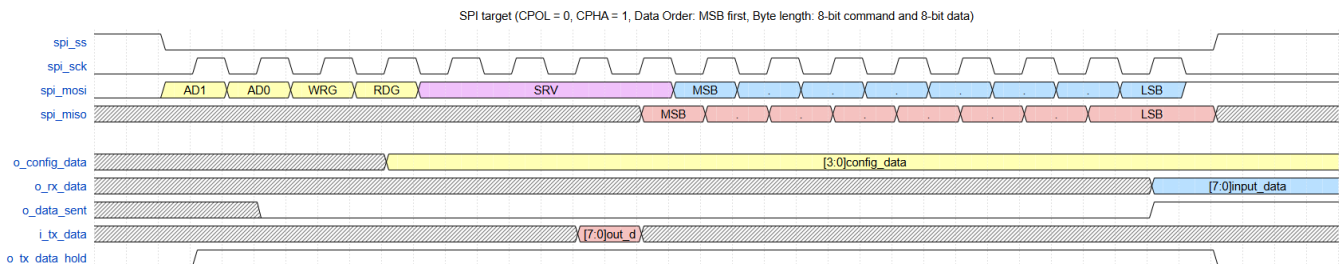 SPI target (CPOL = 0, CPHA = 1, Data Order: MSB first, Byte length: 8-bit command and 8-bit data)
spi_ss
spi_sck
spi_mosi AD1 AD0 WRG RDG SRV MSB . . . . . . LSB
spi_miso MSB . . . . . . LSB
o_config_data [3:0]config_data
o_rx_data [7:0]input_data
o_data_sent
i_tx_data [7:0]out_d
o_tx_data_hold